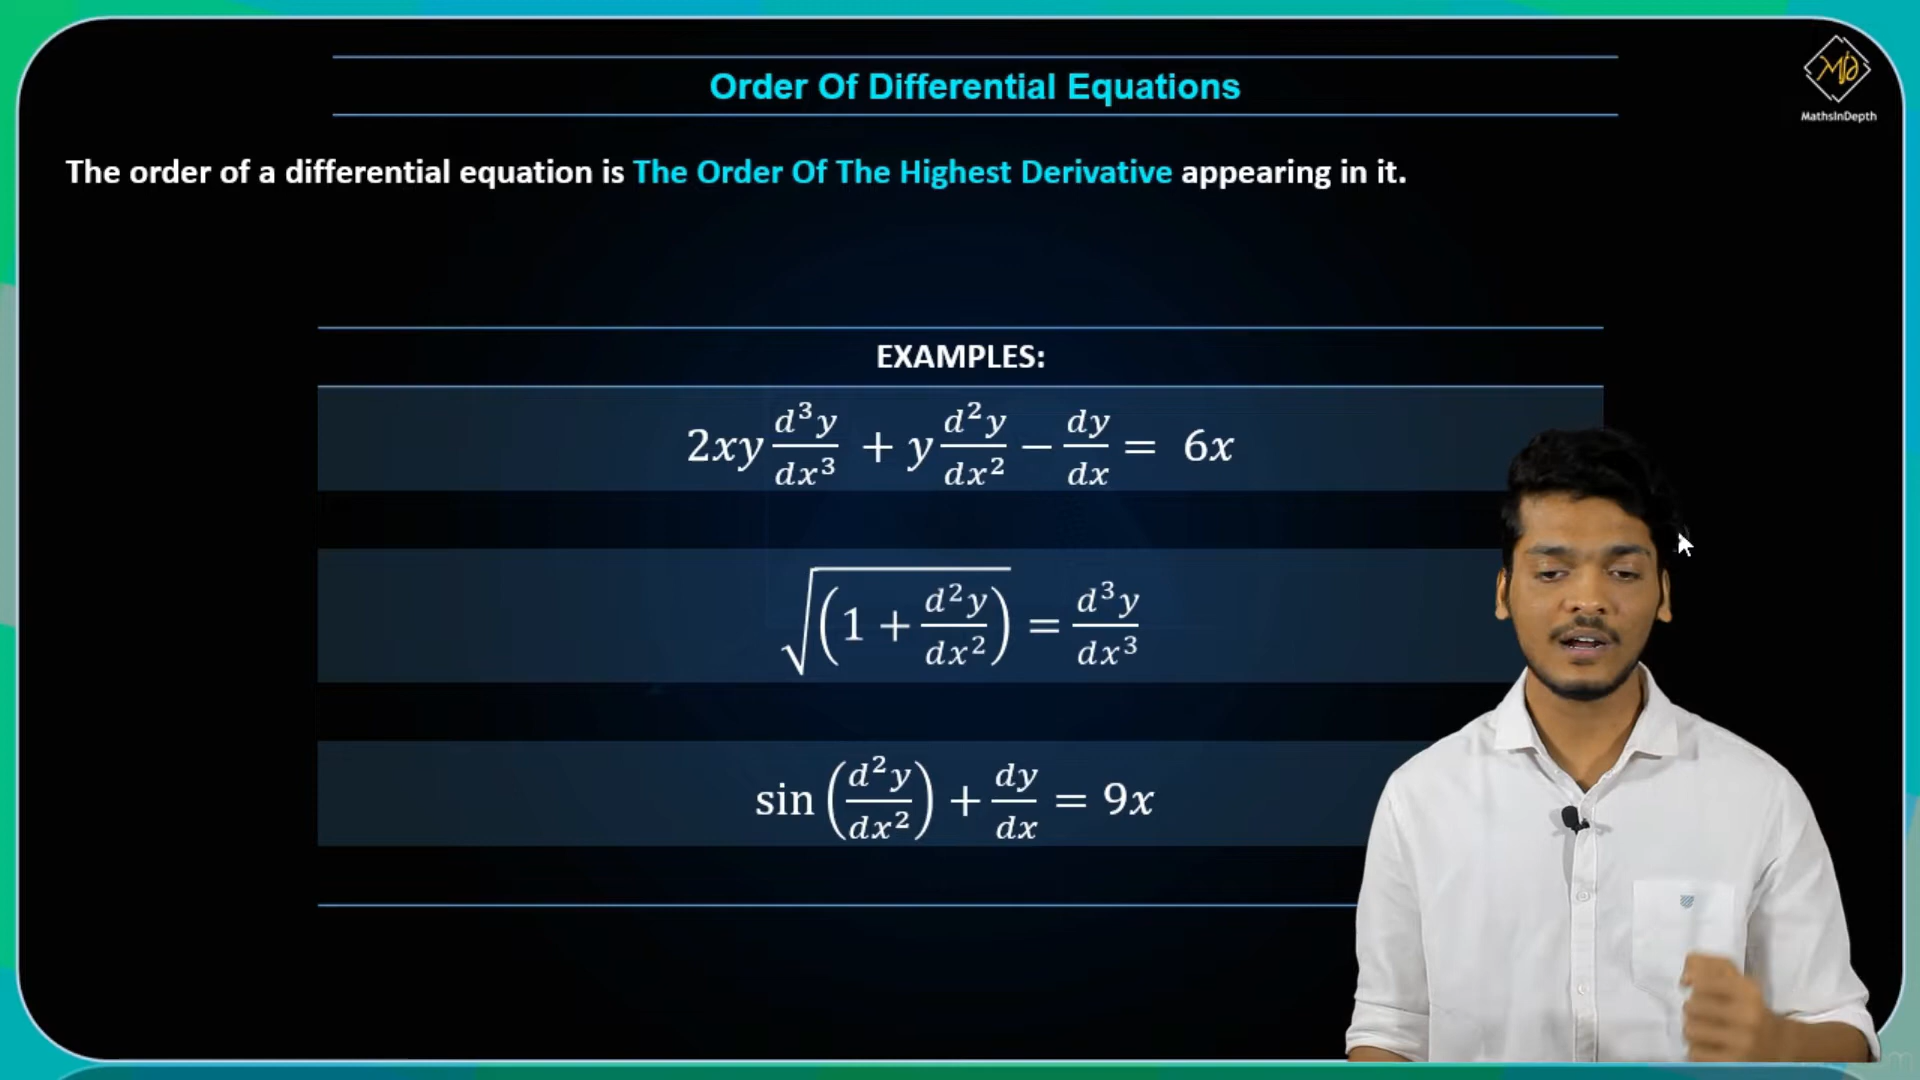 Order Of Differential Equations
MathsInDepth
The order of a differential equation is The Order Of The Highest Derivative appearing in it.
EXAMPLES:
2xy d³y/dx³ + y d²y/dx² − dy/dx = 6x
√(1 + d²y/dx²) = d³y/dx³
sin (d²y/dx²) + dy/dx = 9x